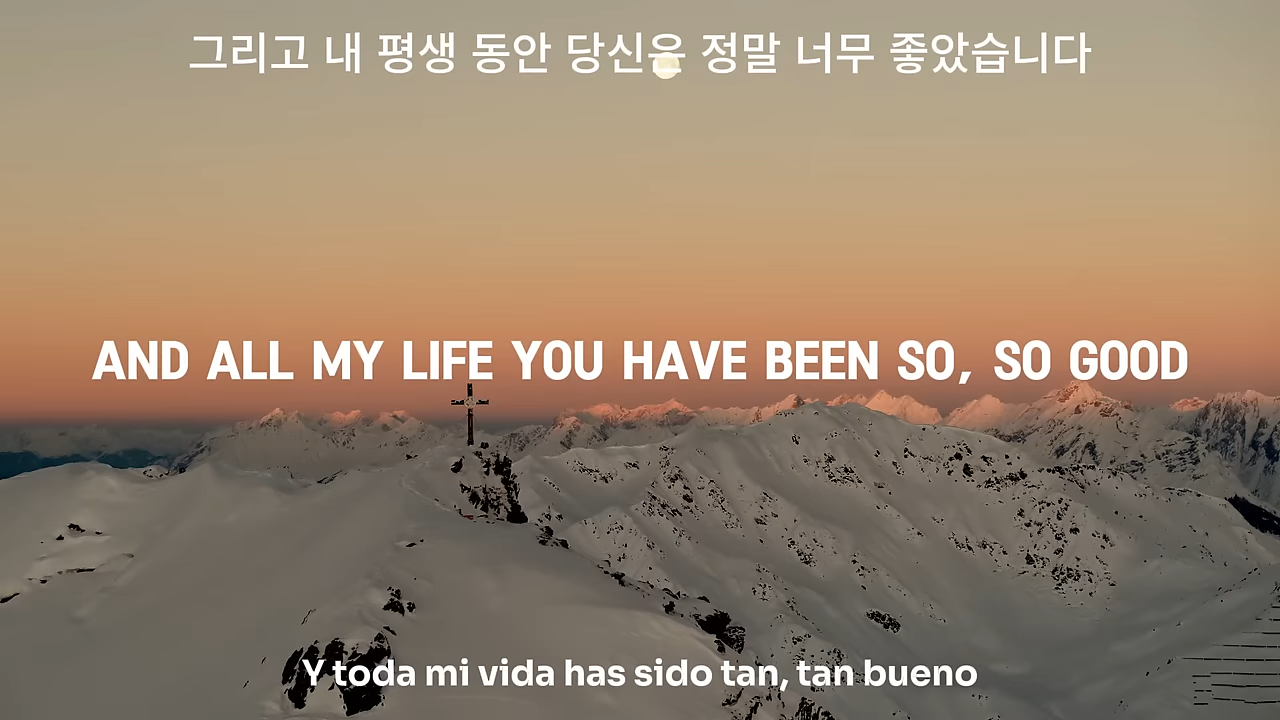 그리고 내 평생 동안 당신은 정말 너무 좋았습니다
AND ALL MY LIFE YOU HAVE BEEN SO, SO GOOD
Y toda mi vida has sido tan, tan bueno